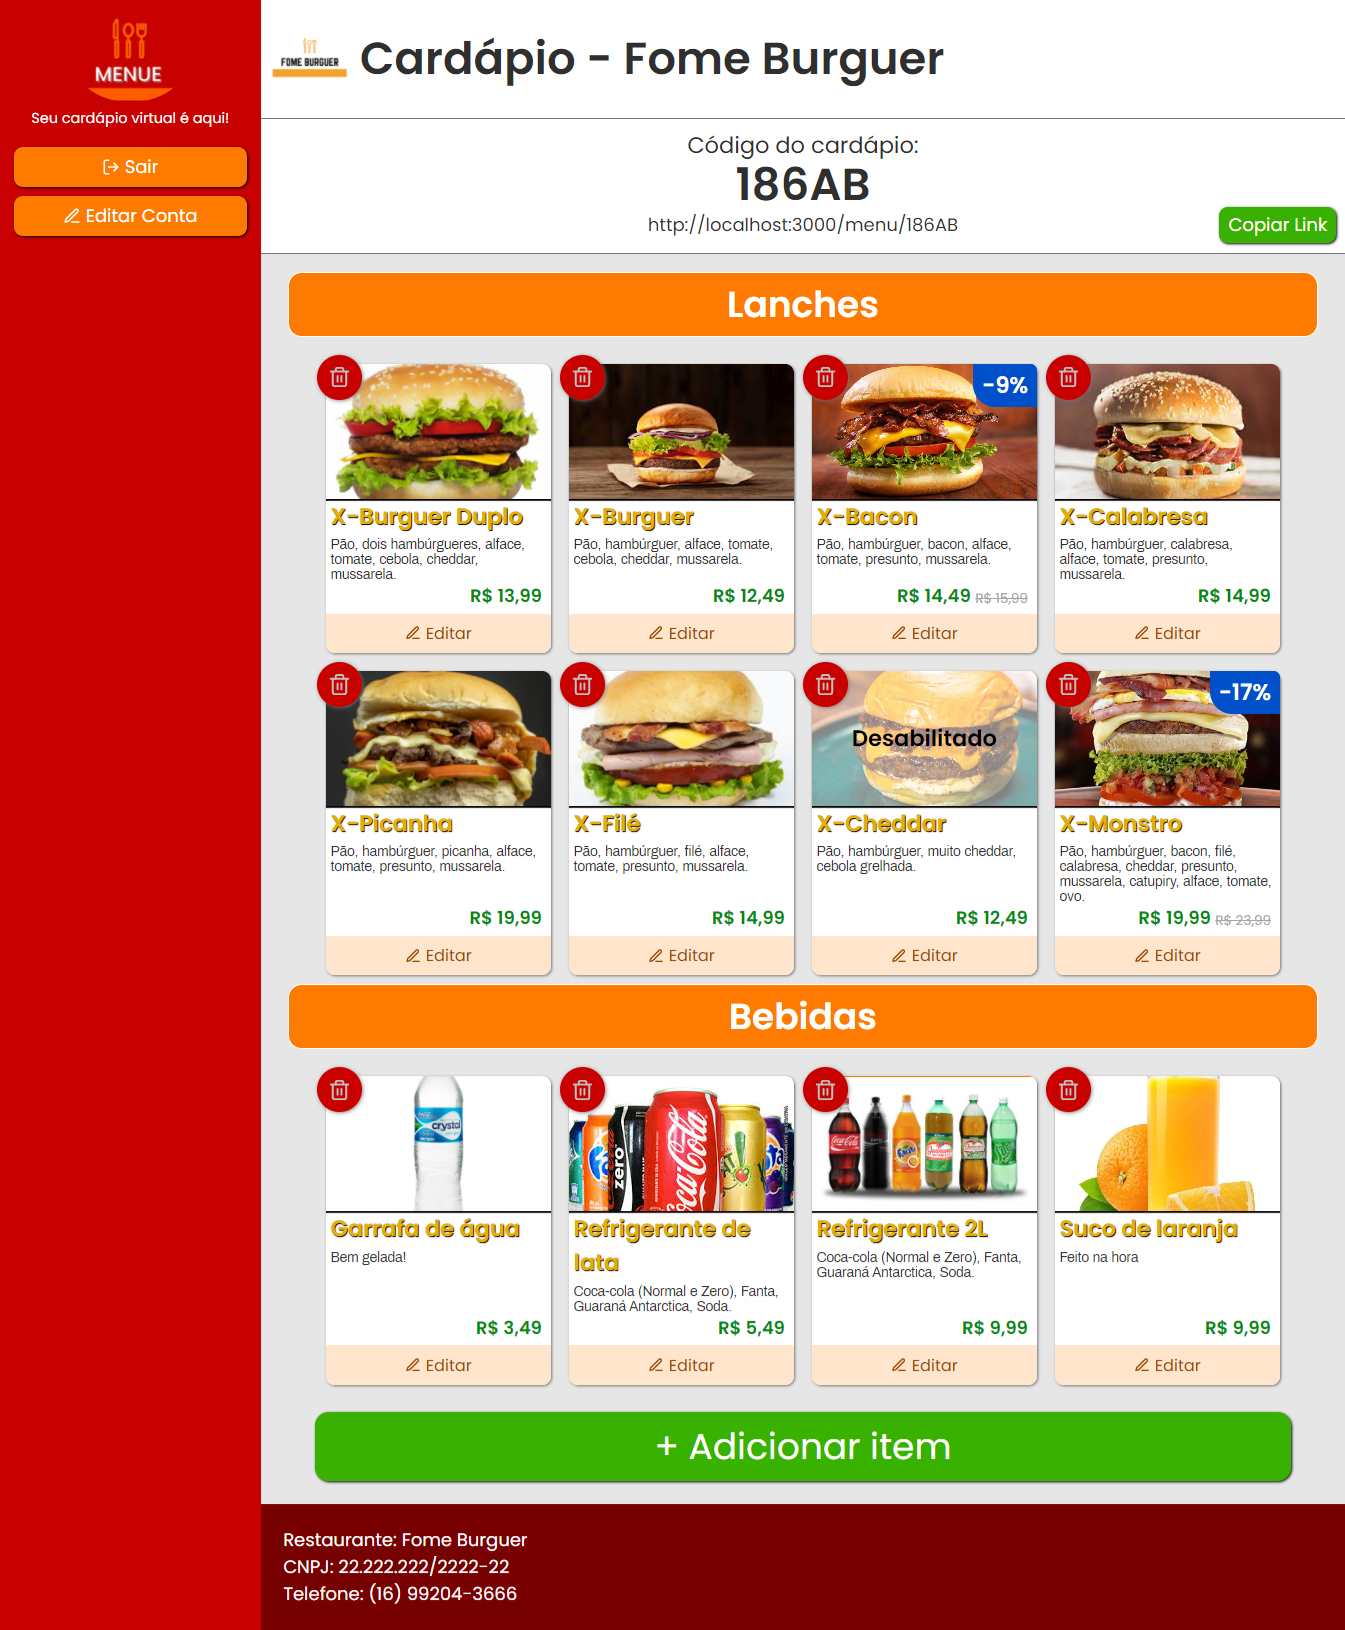 MENUE
Seu cardápio virtual é aqui!
Sair
Editar Conta
FOME BURGUER
Cardápio - Fome Burguer
Código do cardápio:
186AB
http://localhost:3000/menu/186AB
Copiar Link
Lanches
X-Burguer Duplo
Pão, dois hambúrgueres, alface,
tomate, cebola, cheddar,
mussarela.
R$ 13,99
Editar
X-Burguer
Pão, hambúrguer, alface, tomate,
cebola, cheddar, mussarela.
R$ 12,49
Editar
-9%
X-Bacon
Pão, hambúrguer, bacon, alface,
tomate, presunto, mussarela.
R$ 14,49 R$ 15,99
Editar
X-Calabresa
Pão, hambúrguer, calabresa,
alface, tomate, presunto,
mussarela.
R$ 14,99
Editar
X-Picanha
Pão, hambúrguer, picanha, alface,
tomate, presunto, mussarela.
R$ 19,99
Editar
X-Filé
Pão, hambúrguer, filé, alface,
tomate, presunto, mussarela.
R$ 14,99
Editar
Desabilitado
X-Cheddar
Pão, hambúrguer, muito cheddar,
cebola grelhada.
R$ 12,49
Editar
-17%
X-Monstro
Pão, hambúrguer, bacon, filé,
calabresa, cheddar, presunto,
mussarela, catupiry, alface, tomate,
ovo.
R$ 19,99 R$ 23,99
Editar
Bebidas
crystal
Garrafa de água
Bem gelada!
R$ 3,49
Editar
zero
Coca-Cola
Refrigerante de
lata
Coca-cola (Normal e Zero), Fanta,
Guaraná Antarctica, Soda.
R$ 5,49
Editar
Refrigerante 2L
Coca-cola (Normal e Zero), Fanta,
Guaraná Antarctica, Soda.
R$ 9,99
Editar
Suco de laranja
Feito na hora
R$ 9,99
Editar
+ Adicionar item
Restaurante: Fome Burguer
CNPJ: 22.222.222/2222-22
Telefone: (16) 99204-3666